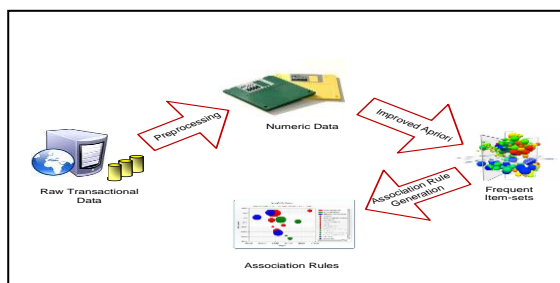 Preprocessing
Numeric Data
Improved Apriori
Raw Transactional
Data
Frequent
Item-sets
Association Rule
Generation
Association Rules